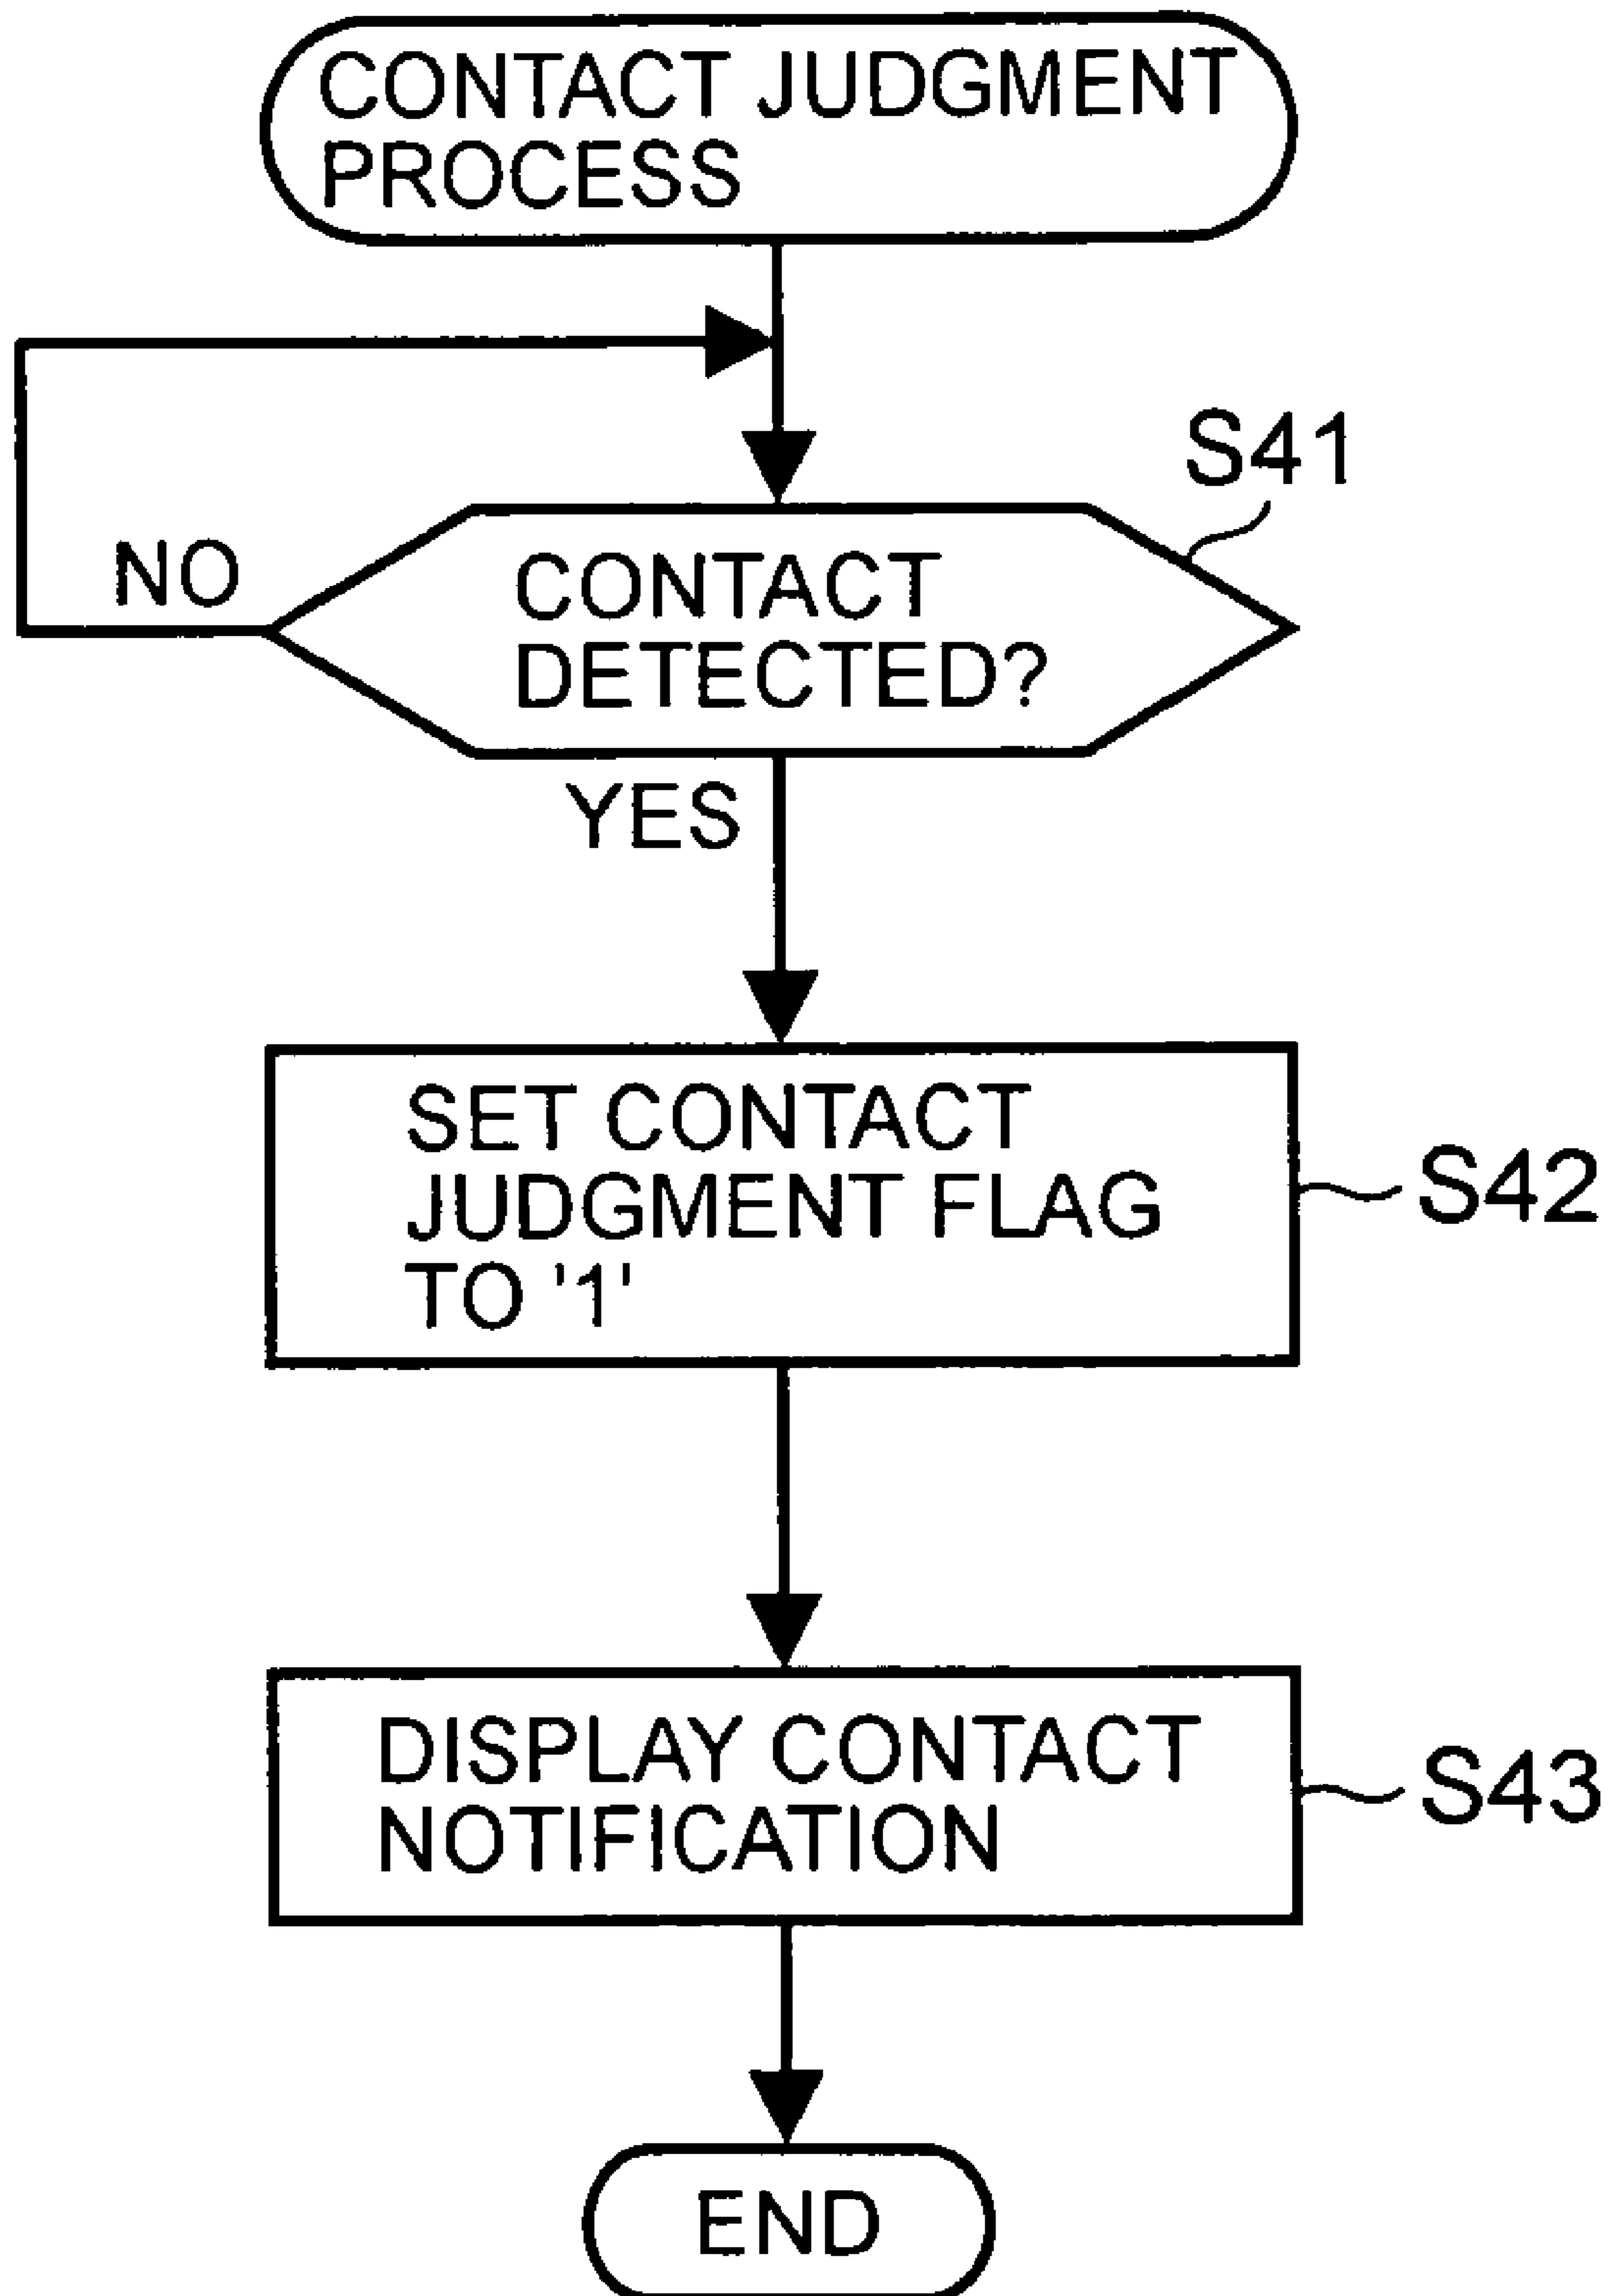 CONTACT JUDGMENT
PROCESS
S41
NO
CONTACT
DETECTED?
YES
SET CONTACT
JUDGMENT FLAG
TO '1'
S42
DISPLAY CONTACT
NOTIFICATION
S43
END